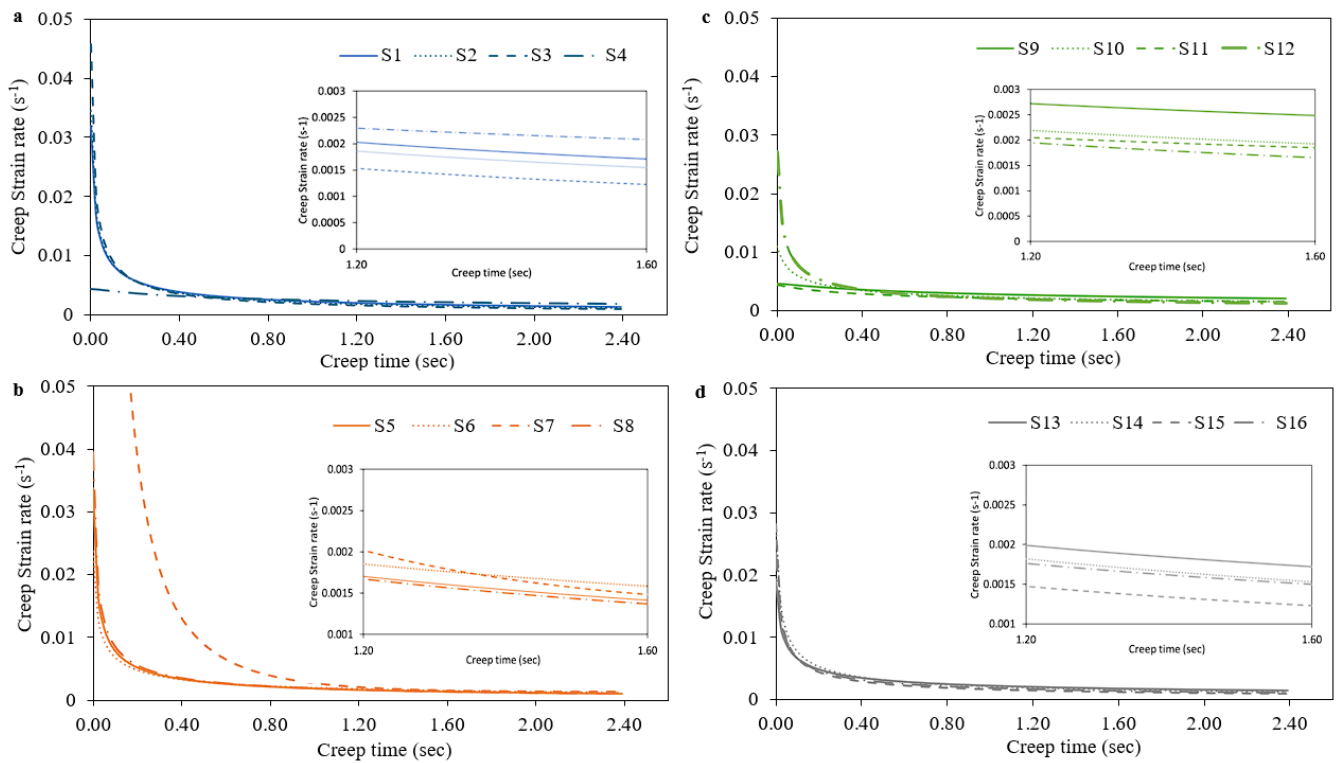 a
0.05
0.04
0.03
0.02
0.01
0
Creep Strain rate (s-1)
S1 S2 S3 S4
0.003
0.0025
0.002
0.0015
0.001
0.0005
0
Creep Strain rate (s-1)
1.20 1.60
Creep time (sec)
0.00 0.40 0.80 1.20 1.60 2.00 2.40
Creep time (sec)
c
0.05
0.04
0.03
0.02
0.01
0
Creep Strain rate (s-1)
S9 S10 S11 S12
0.003
0.0025
0.002
0.0015
0.001
0.0005
0
Creep Strain rate (s-1)
1.20 1.60
Creep time (sec)
0.00 0.40 0.80 1.20 1.60 2.00 2.40
Creep time (sec)
b
0.05
0.04
0.03
0.02
0.01
0
Creep Strain rate (s-1)
S5 S6 S7 S8
0.003
0.0025
0.002
0.0015
0.001
Creep Strain rate (s-1)
1.20 1.60
Creep time (sec)
0.00 0.40 0.80 1.20 1.60 2.00 2.40
Creep time (sec)
d
0.05
0.04
0.03
0.02
0.01
0
Creep Strain rate (s-1)
S13 S14 S15 S16
0.003
0.0025
0.002
0.0015
0.001
0.0005
0
Creep Strain rate (s-1)
1.20 1.60
Creep time (sec)
0.00 0.40 0.80 1.20 1.60 2.00 2.40
Creep time (sec)